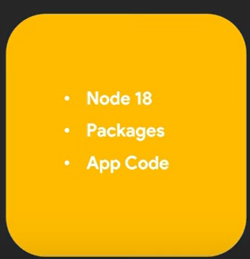 • Node 18
• Packages
• App Code